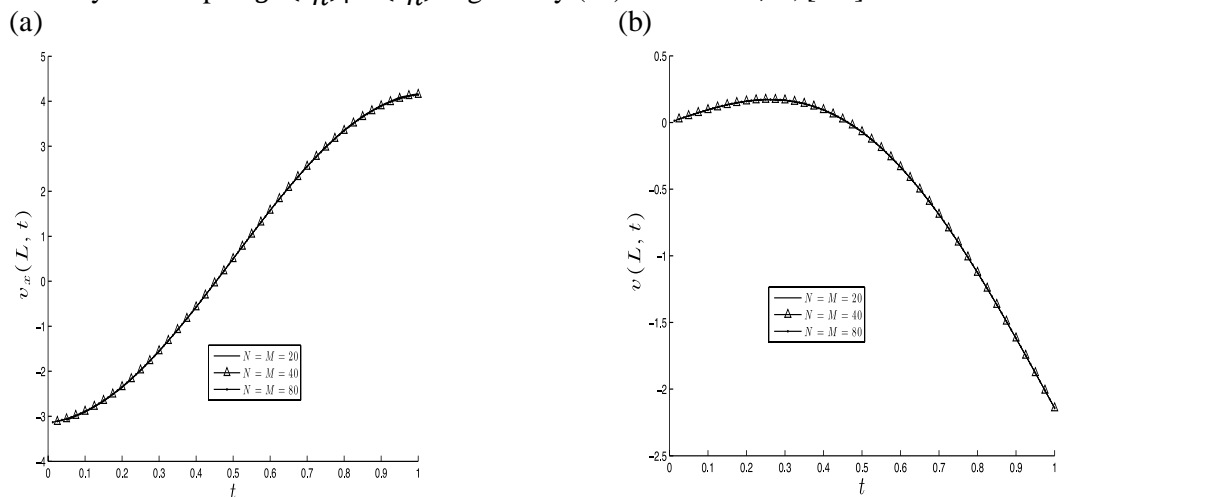 (a)
(b)
5
4
3
2
1
0
−1
−2
−3
−4
v_x(L, t)
N = M = 20
N = M = 40
N = M = 80
0 0.1 0.2 0.3 0.4 0.5 0.6 0.7 0.8 0.9 1
t
0.5
0
−0.5
−1
−1.5
−2
−2.5
v(L, t)
N = M = 20
N = M = 40
N = M = 80
0 0.1 0.2 0.3 0.4 0.5 0.6 0.7 0.8 0.9 1
t